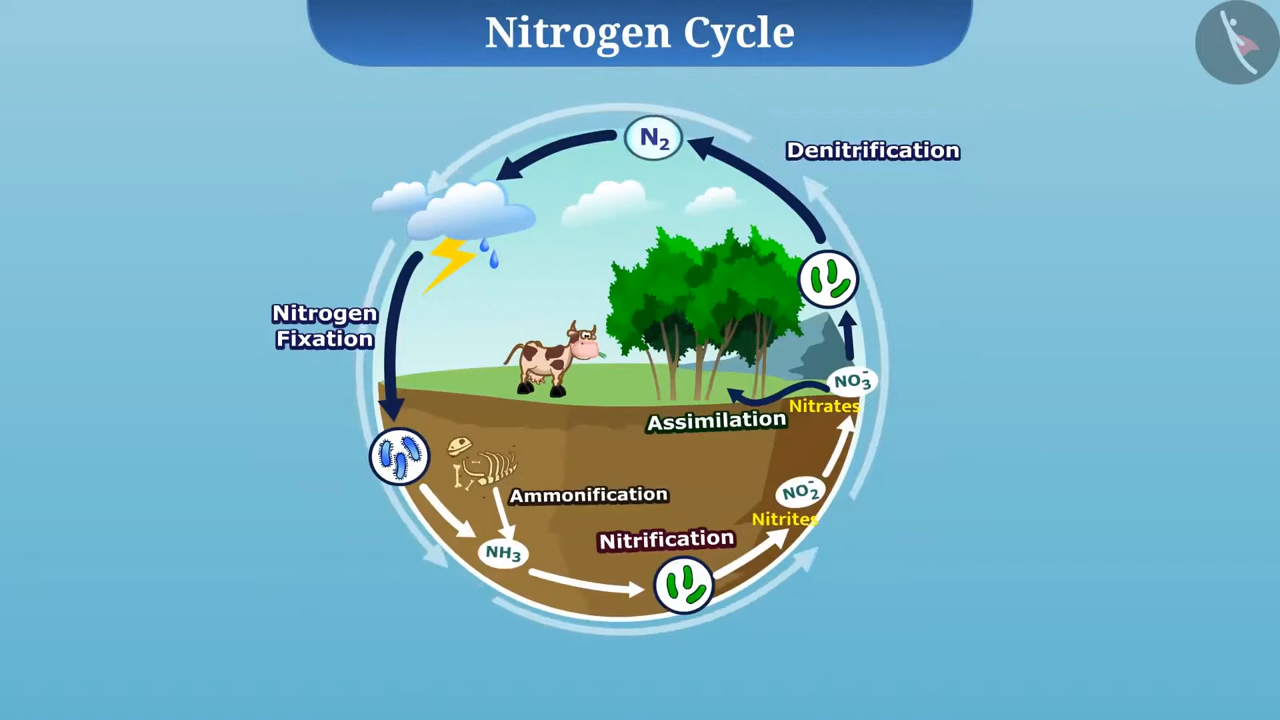 Nitrogen Cycle
N₂
Denitrification
Nitrogen
Fixation
NO₃⁻
Nitrates
Assimilation
Ammonification
NO₂⁻
Nitrites
Nitrification
NH₃